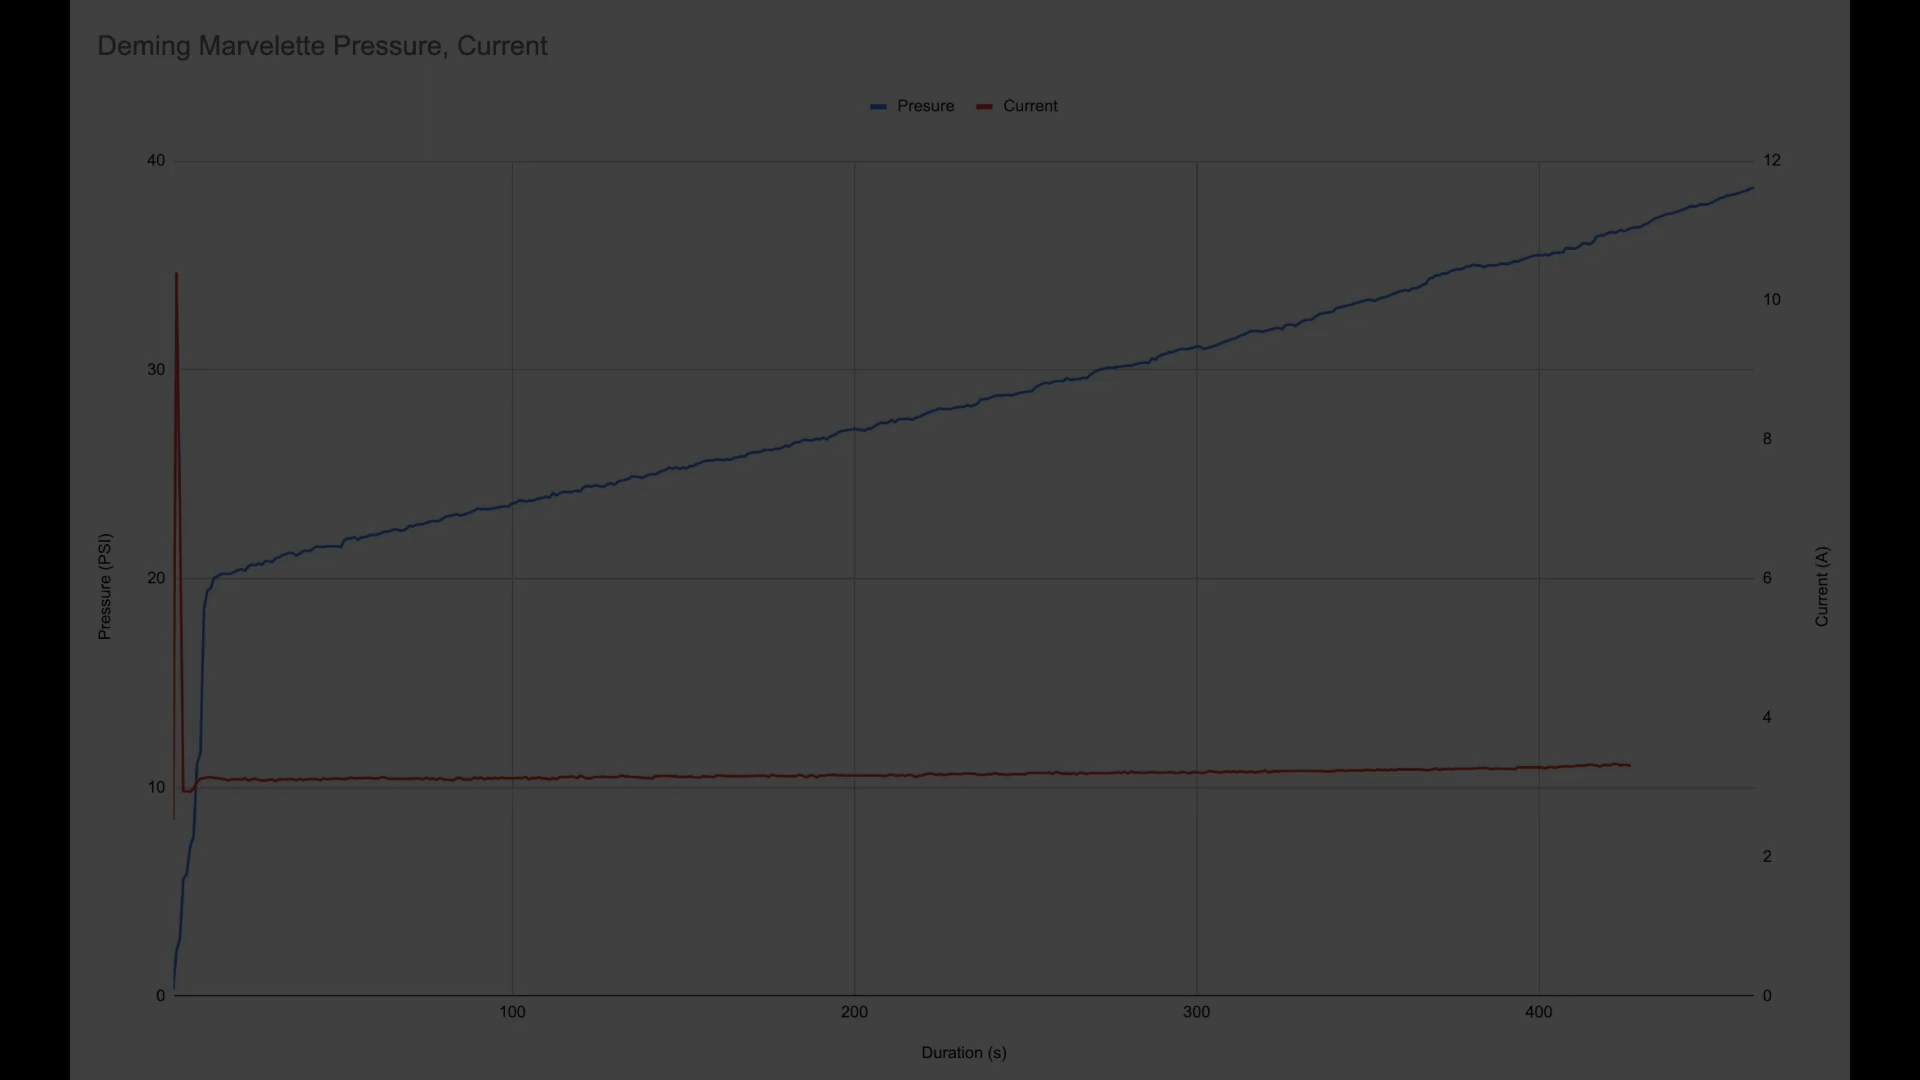 Deming Marvelette Pressure, Current
Presure
Current
40
30
20
10
0
Pressure (PSI)
12
10
8
6
4
2
0
Current (A)
100
200
300
400
Duration (s)